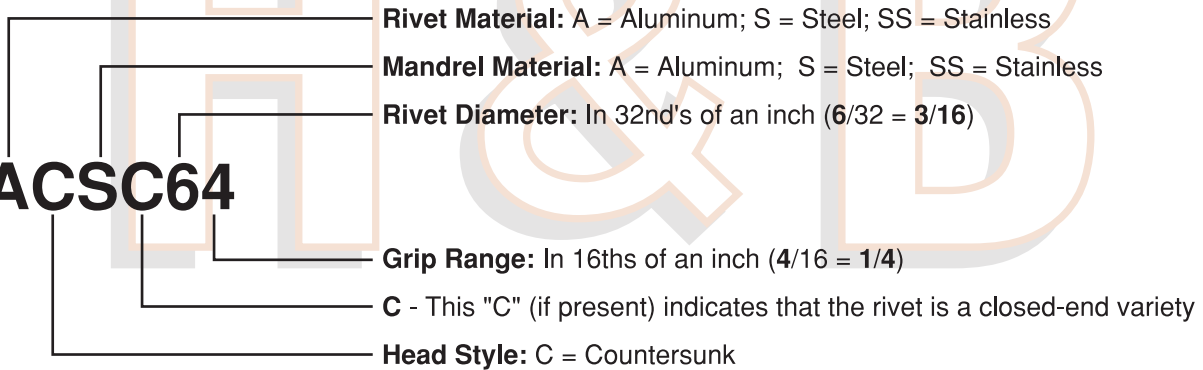 Rivet Material: A = Aluminum; S = Steel; SS = Stainless
Mandrel Material: A = Aluminum; S = Steel; SS = Stainless
Rivet Diameter: In 32nd's of an inch (6/32 = 3/16)
ACSC64
Grip Range: In 16ths of an inch (4/16 = 1/4)
C - This "C" (if present) indicates that the rivet is a closed-end variety
Head Style: C = Countersunk
H & B